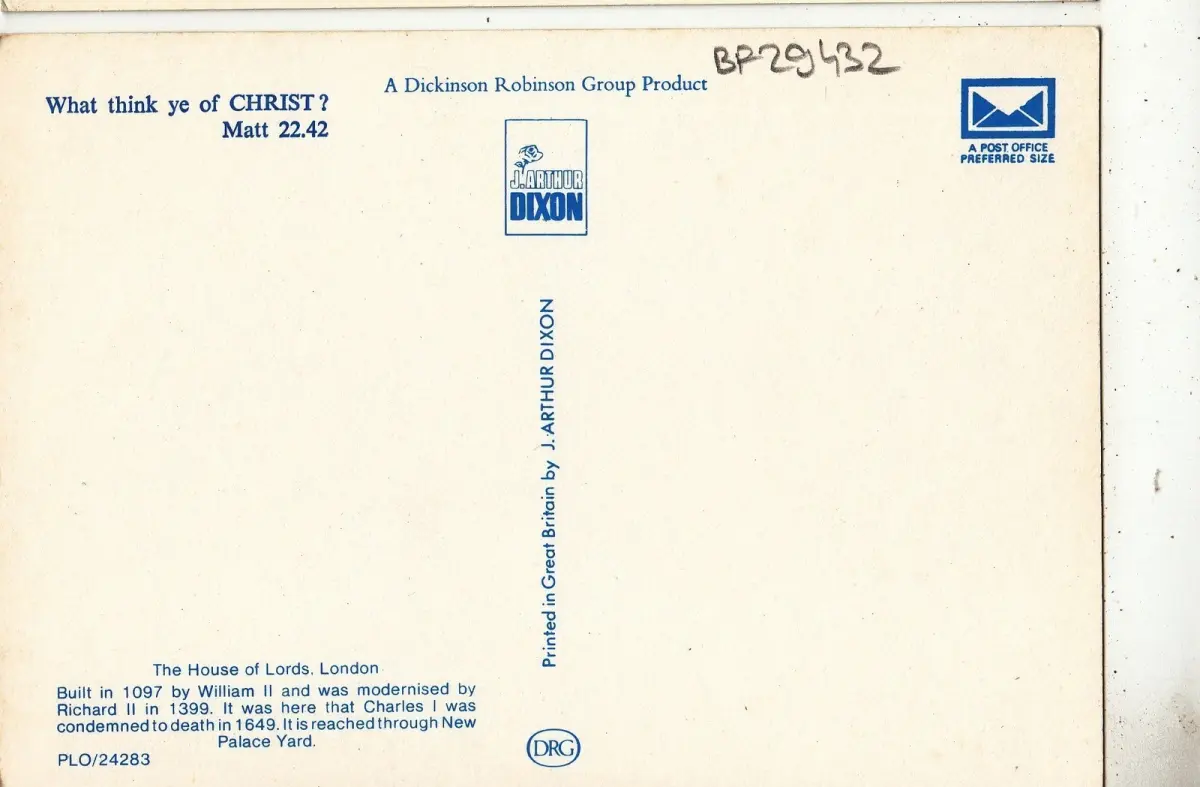 BP29432
A Dickinson Robinson Group Product
What think ye of CHRIST?
Matt 22.42
J. ARTHUR
DIXON
A POST OFFICE
PREFERRED SIZE
Printed in Great Britain by J. ARTHUR DIXON
The House of Lords, London
Built in 1097 by William II and was modernised by
Richard II in 1399. It was here that Charles I was
condemned to death in 1649. It is reached through New
Palace Yard.
PLO/24283
DRG